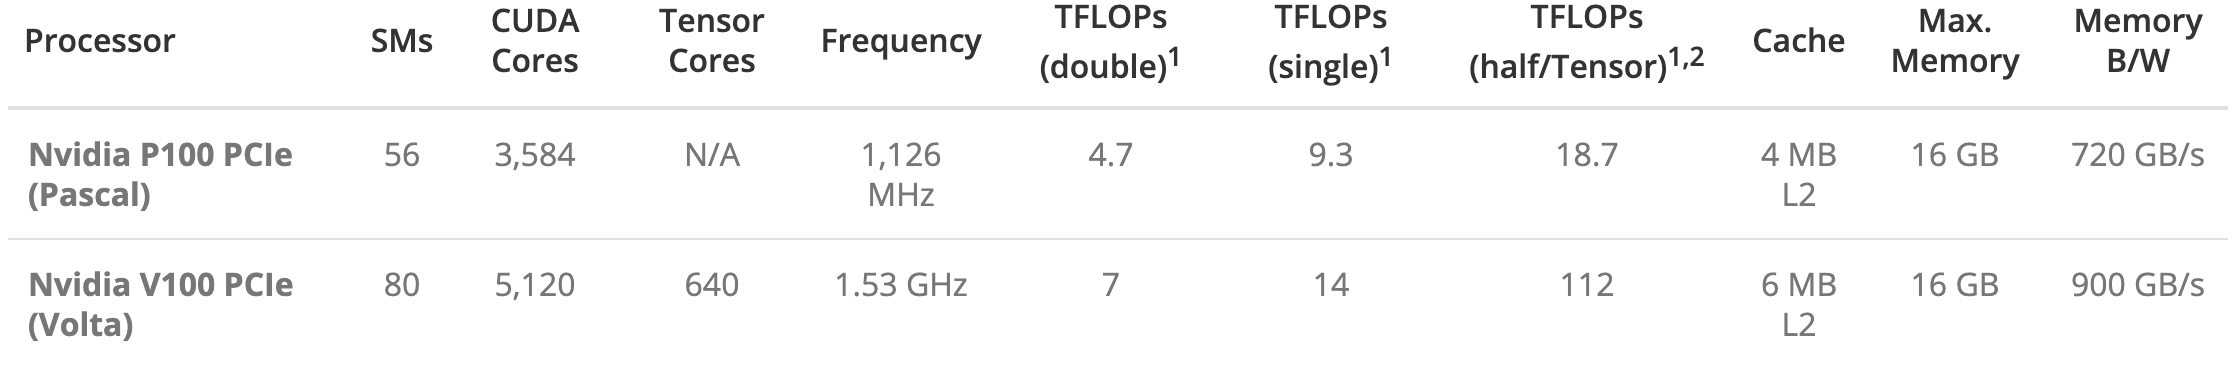 Processor SMs CUDA Cores Tensor Cores Frequency TFLOPs (double)1 TFLOPs (single)1 TFLOPs (half/Tensor)1,2 Cache Max. Memory Memory B/W
Nvidia P100 PCIe (Pascal) 56 3,584 N/A 1,126 MHz 4.7 9.3 18.7 4 MB L2 16 GB 720 GB/s
Nvidia V100 PCIe (Volta) 80 5,120 640 1.53 GHz 7 14 112 6 MB L2 16 GB 900 GB/s